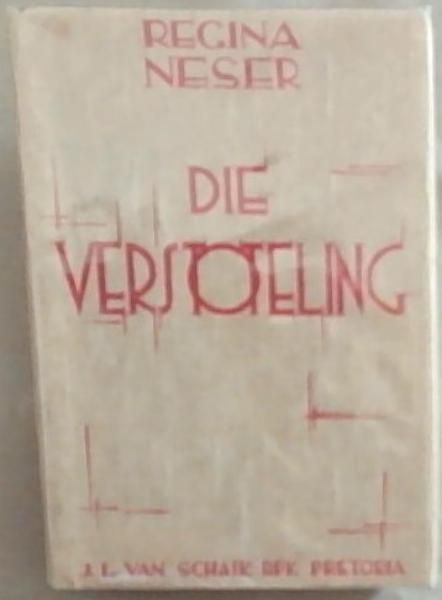 REGINA
NESER
DIE
VERSTOTELING
J. L. VAN SCHAIK BPK. PRETORIA